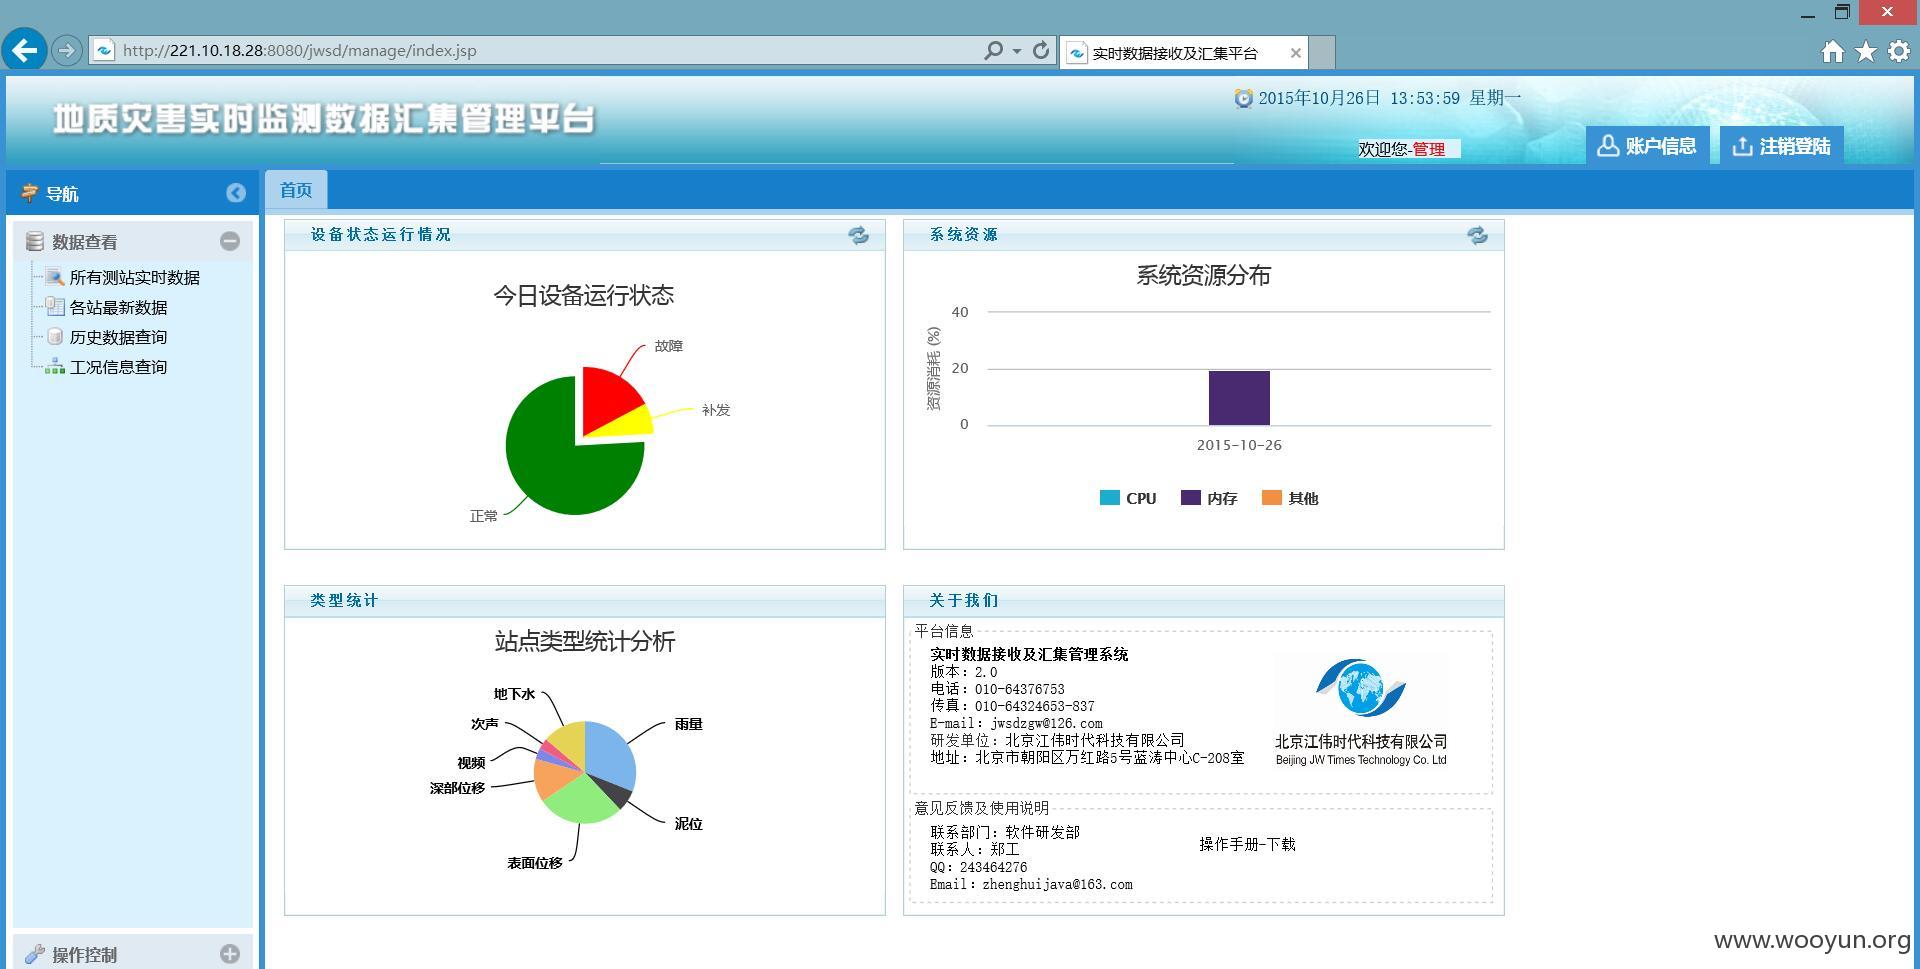 http://221.10.18.28:8080/jwsd/manage/index.jsp
实时数据接收及汇集平台
地质灾害实时监测数据汇集管理平台
2015年10月26日 13:53:59 星期一
欢迎您-管理
账户信息
注销登陆
导航
首页
数据查看
所有测站实时数据
各站最新数据
历史数据查询
工况信息查询
操作控制
设备状态运行情况
今日设备运行状态
故障
补发
正常
系统资源
系统资源分布
资源消耗 (%)
40
20
0
2015-10-26
CPU
内存
其他
类型统计
站点类型统计分析
地下水
次声
视频
深部位移
表面位移
泥位
雨量
关于我们
平台信息
实时数据接收及汇集管理系统
版本：2.0
电话：010-64376753
传真：010-64324653-837
E-mail：jwsdzgw@126.com
研发单位：北京江伟时代科技有限公司
地址：北京市朝阳区万红路5号蓝涛中心C-208室
北京江伟时代科技有限公司
Beijing JW Times Technology Co. Ltd
意见反馈及使用说明
联系部门：软件研发部
联系人：郑工
QQ：243464276
Email：zhenghuijava@163.com
操作手册-下载
www.wooyun.org